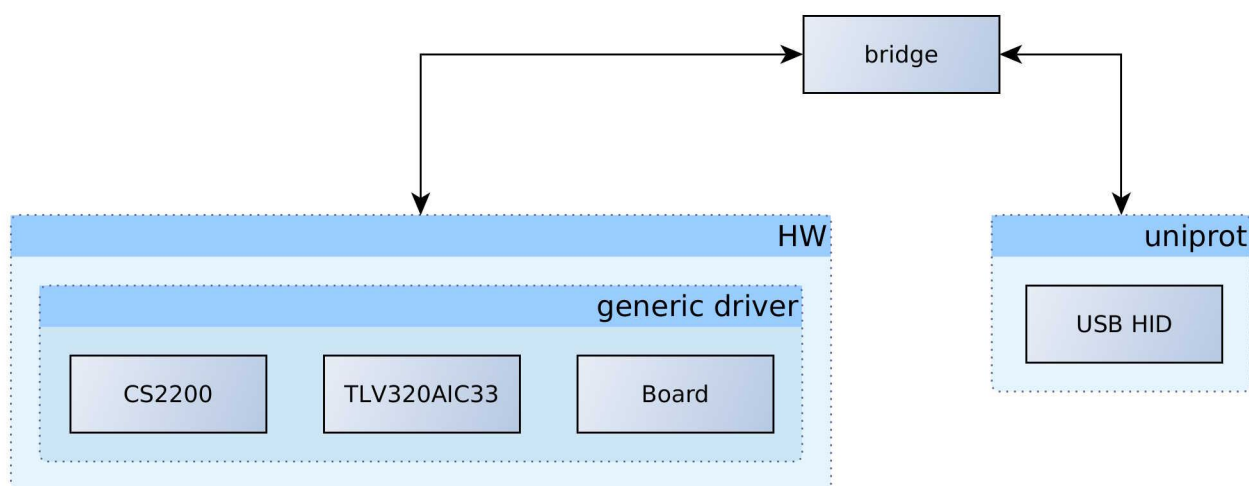 bridge
HW
uniprot
generic driver
USB HID
CS2200
TLV320AIC33
Board